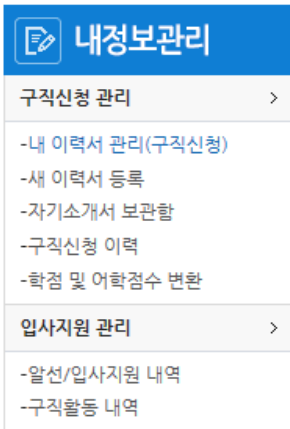 내정보관리
구직신청 관리
-내 이력서 관리(구직신청)
-새 이력서 등록
-자기소개서 보관함
-구직신청 이력
-학점 및 어학점수 변환
입사지원 관리
-알선/입사지원 내역
-구직활동 내역